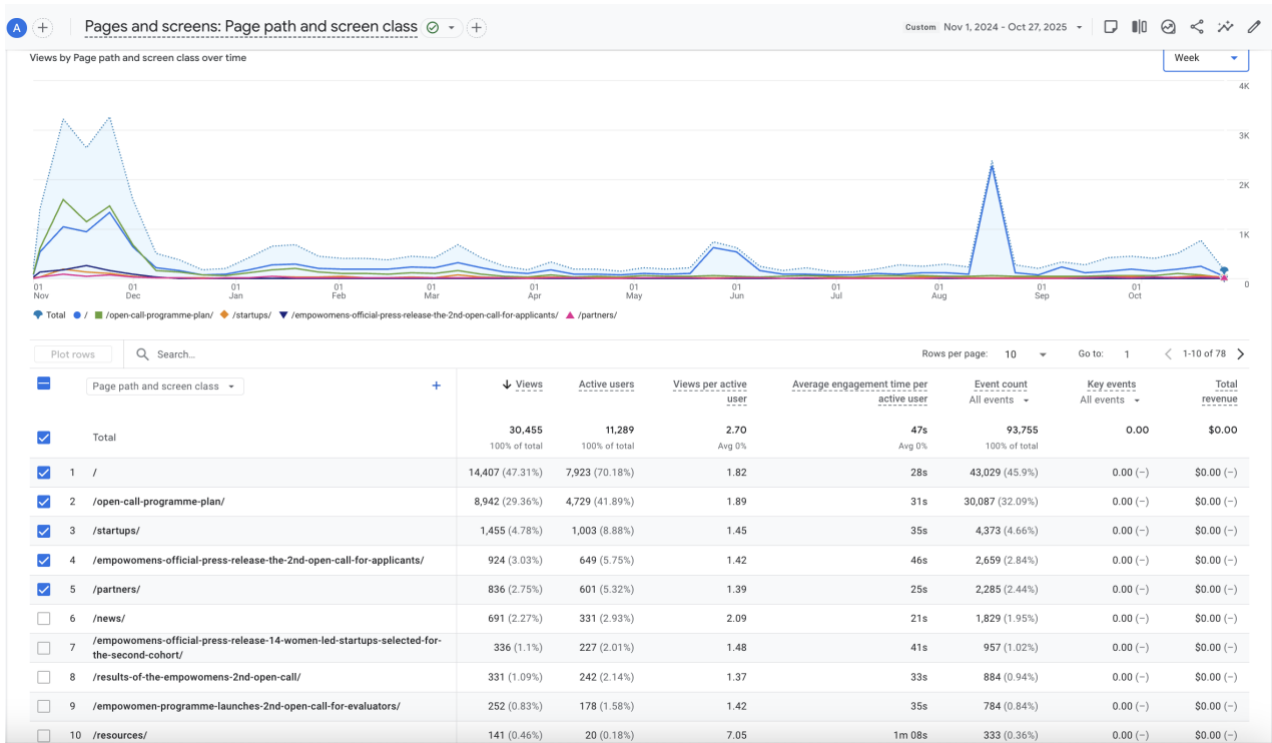 A
Pages and screens: Page path and screen class
Custom Nov 1, 2024 - Oct 27, 2025
Views by Page path and screen class over time
Week
4K
3K
2K
1K
0
01 01 01 01 01 01 01 01 01 01 01 01
Nov Dec Jan Feb Mar Apr May Jun Jul Aug Sep Oct
Total / /open-call-programme-plan/ /startups/ /empowomens-official-press-release-the-2nd-open-call-for-applicants/ /partners/
Plot rows Search... Rows per page: 10 Go to: 1 1-10 of 78
Page path and screen class + Views Active users Views per active Average engagement time per Event count Key events Total
user active user All events All events revenue
Total 30,455 11,289 2.70 47s 93,755 0.00 $0.00
100% of total 100% of total Avg 0% Avg 0% 100% of total
1 / 14,407 (47.31%) 7,923 (70.18%) 1.82 28s 43,029 (45.9%) 0.00 (–) $0.00 (–)
2 /open-call-programme-plan/ 8,942 (29.36%) 4,729 (41.89%) 1.89 31s 30,087 (32.09%) 0.00 (–) $0.00 (–)
3 /startups/ 1,455 (4.78%) 1,003 (8.88%) 1.45 35s 4,373 (4.66%) 0.00 (–) $0.00 (–)
4 /empowomens-official-press-release-the-2nd-open-call-for-applicants/ 924 (3.03%) 649 (5.75%) 1.42 46s 2,659 (2.84%) 0.00 (–) $0.00 (–)
5 /partners/ 836 (2.75%) 601 (5.32%) 1.39 25s 2,285 (2.44%) 0.00 (–) $0.00 (–)
6 /news/ 691 (2.27%) 331 (2.93%) 2.09 21s 1,829 (1.95%) 0.00 (–) $0.00 (–)
7 /empowomens-official-press-release-14-women-led-startups-selected-for-
the-second-cohort/ 336 (1.1%) 227 (2.01%) 1.48 41s 957 (1.02%) 0.00 (–) $0.00 (–)
8 /results-of-the-empowomens-2nd-open-call/ 331 (1.09%) 242 (2.14%) 1.37 33s 884 (0.94%) 0.00 (–) $0.00 (–)
9 /empowomen-programme-launches-2nd-open-call-for-evaluators/ 252 (0.83%) 178 (1.58%) 1.42 35s 784 (0.84%) 0.00 (–) $0.00 (–)
10 /resources/ 141 (0.46%) 20 (0.18%) 7.05 1m 08s 333 (0.36%) 0.00 (–) $0.00 (–)